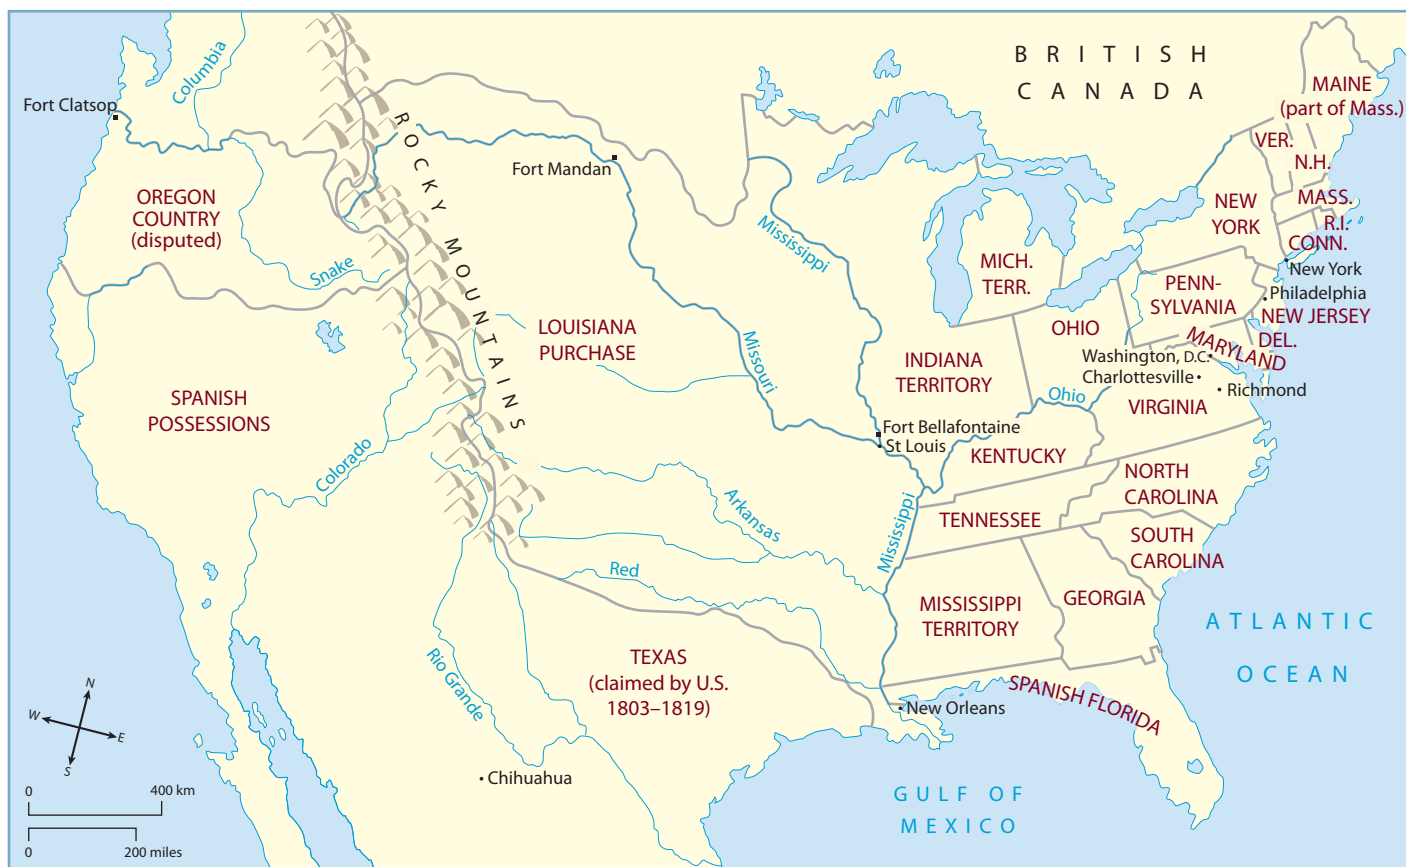 BRITISH
CANADA
MAINE
(part of Mass.)
VER.
N.H.
MASS.
R.I.
CONN.
NEW
YORK
New York
PENN-
SYLVANIA
Philadelphia
NEW JERSEY
DEL.
MARYLAND
Washington, D.C.
Charlottesville
Richmond
VIRGINIA
Columbia
Fort Clatsop
ROCKY MOUNTAINS
Fort Mandan
OREGON
COUNTRY
(disputed)
Snake
Mississippi
MICH.
TERR.
OHIO
LOUISIANA
PURCHASE
Missouri
INDIANA
TERRITORY
Ohio
SPANISH
POSSESSIONS
Colorado
Fort Bellafontaine
St Louis
KENTUCKY
NORTH
CAROLINA
Arkansas
Mississippi
TENNESSEE
SOUTH
CAROLINA
Red
MISSISSIPPI
TERRITORY
GEORGIA
ATLANTIC
OCEAN
Rio Grande
TEXAS
(claimed by U.S.
1803–1819)
SPANISH FLORIDA
New Orleans
Chihuahua
GULF OF
MEXICO
N
W
E
S
0 400 km
0 200 miles